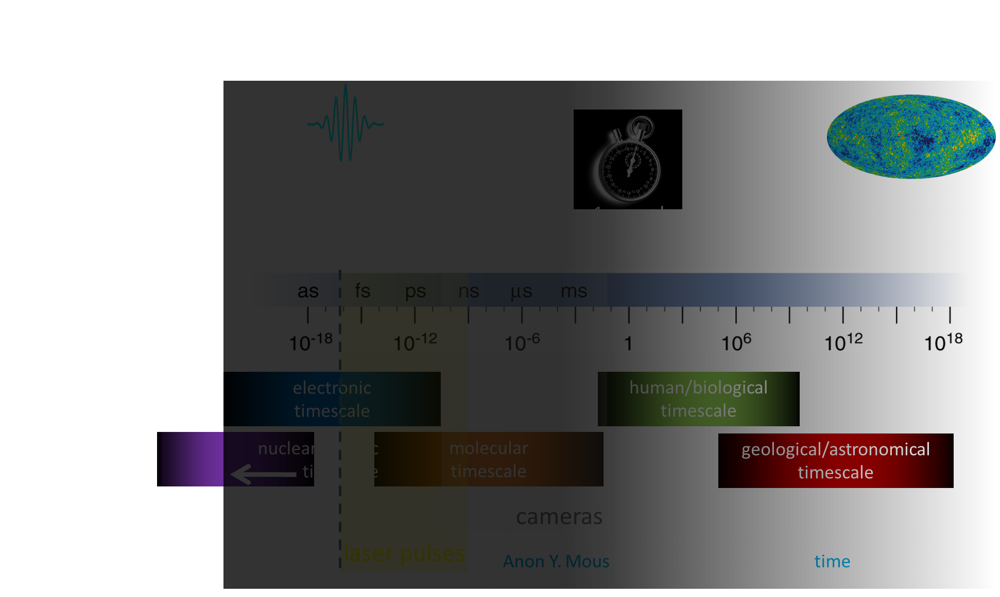 as fs ps ns μs ms
10⁻¹⁸ 10⁻¹² 10⁻⁶ 1 10⁶ 10¹² 10¹⁸
electronic
timescale
human/biological
timescale
molecular
timescale
geological/astronomical
timescale
cameras
laser pulses
Anon Y. Mous
time